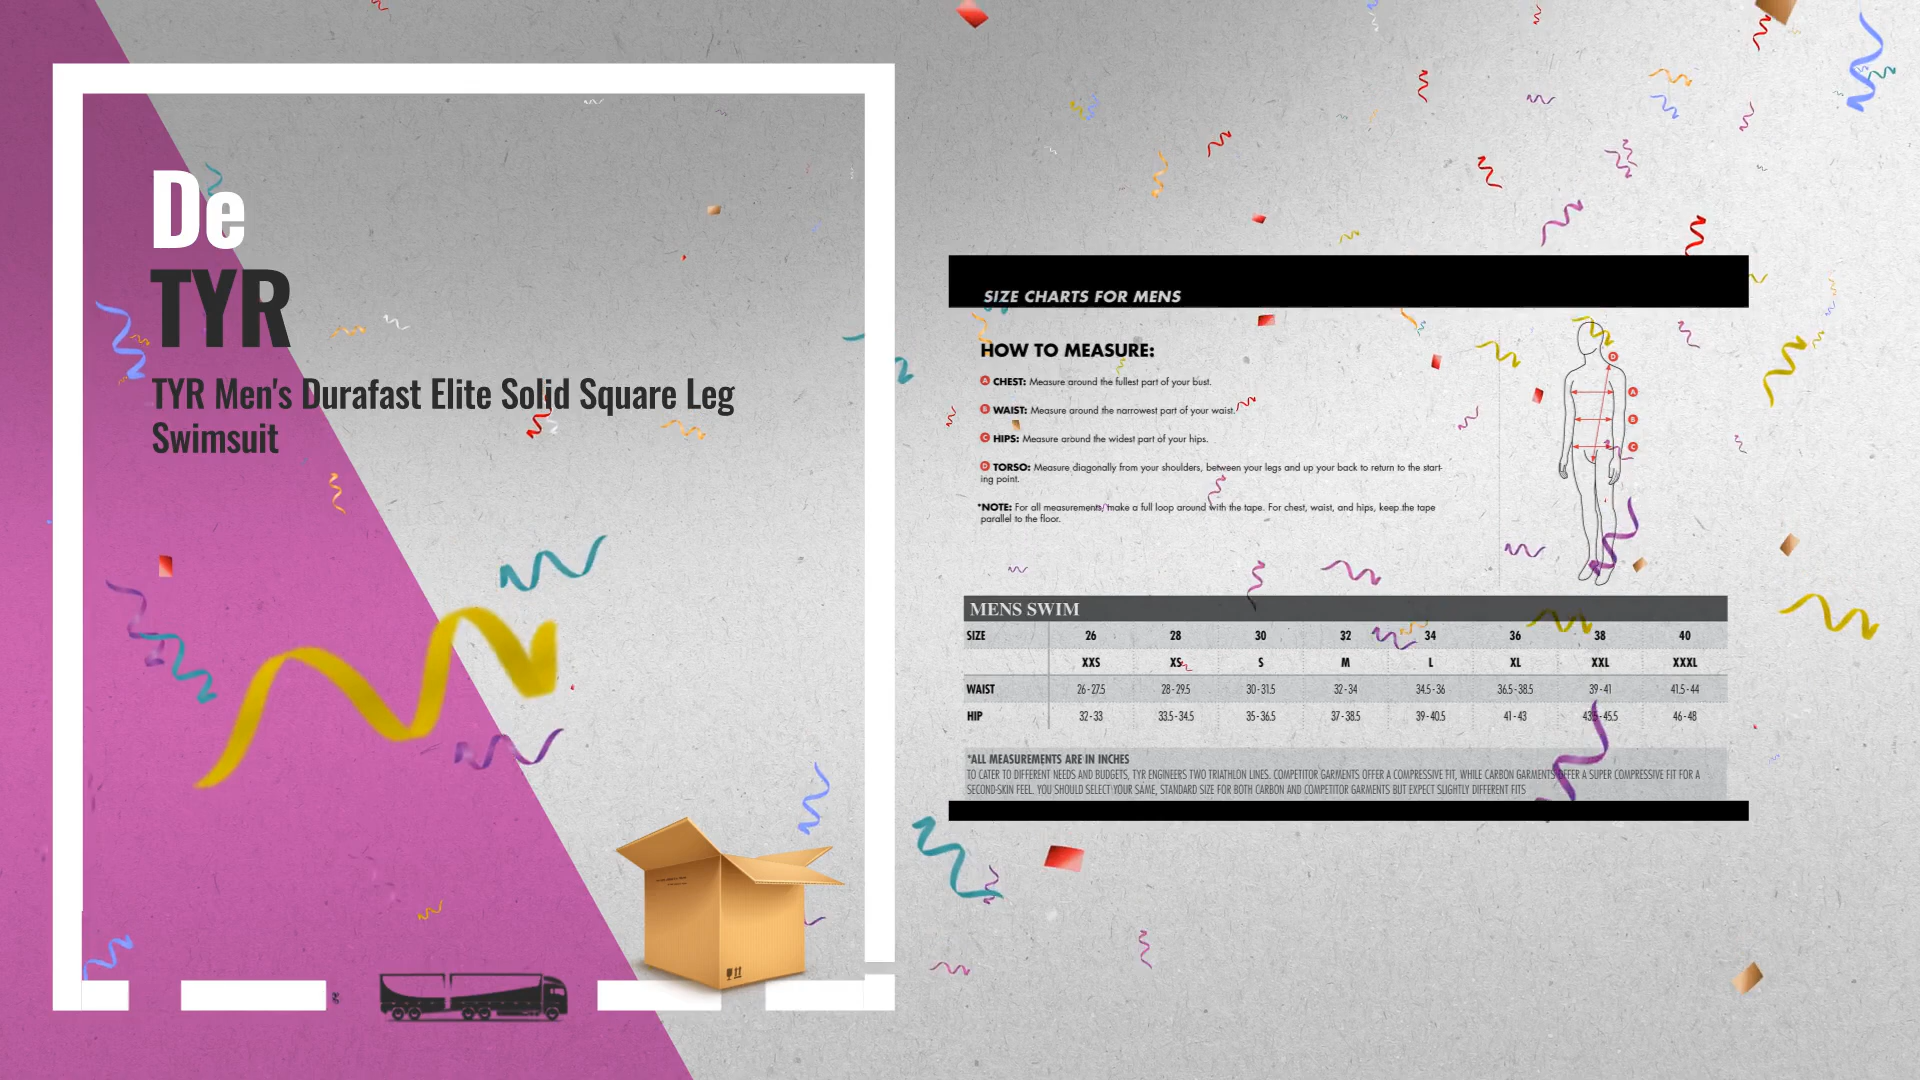 De
TYR
TYR Men's Durafast Elite Solid Square Leg
Swimsuit
SIZE CHARTS FOR MENS
HOW TO MEASURE:
A CHEST: Measure around the fullest part of your bust.
B WAIST: Measure around the narrowest part of your waist.
C HIPS: Measure around the widest part of your hips.
D TORSO: Measure diagonally from your shoulders, between your legs and up your back to return to the start-
ing point.
*NOTE: For all measurements, make a full loop around with the tape. For chest, waist, and hips, keep the tape
parallel to the floor.
D
A
B
C
MENS SWIM
SIZE 26 28 30 32 34 36 38 40
XXS XS S M L XL XXL XXXL
WAIST 26-27.5 28-29.5 30-31.5 32-34 34.5-36 36.5-38.5 39-41 41.5-44
HIP 32-33 33.5-34.5 35-36.5 37-38.5 39-40.5 41-43 43.5-45.5 46-48
*ALL MEASUREMENTS ARE IN INCHES
TO CATER TO DIFFERENT NEEDS AND BUDGETS, TYR ENGINEERS TWO TRIATHLON LINES. COMPETITOR GARMENTS OFFER A COMPRESSIVE FIT, WHILE CARBON GARMENTS OFFER A SUPER COMPRESSIVE FIT FOR A
SECOND-SKIN FEEL. YOU SHOULD SELECT YOUR SAME, STANDARD SIZE FOR BOTH CARBON AND COMPETITOR GARMENTS BUT EXPECT SLIGHTLY DIFFERENT FITS